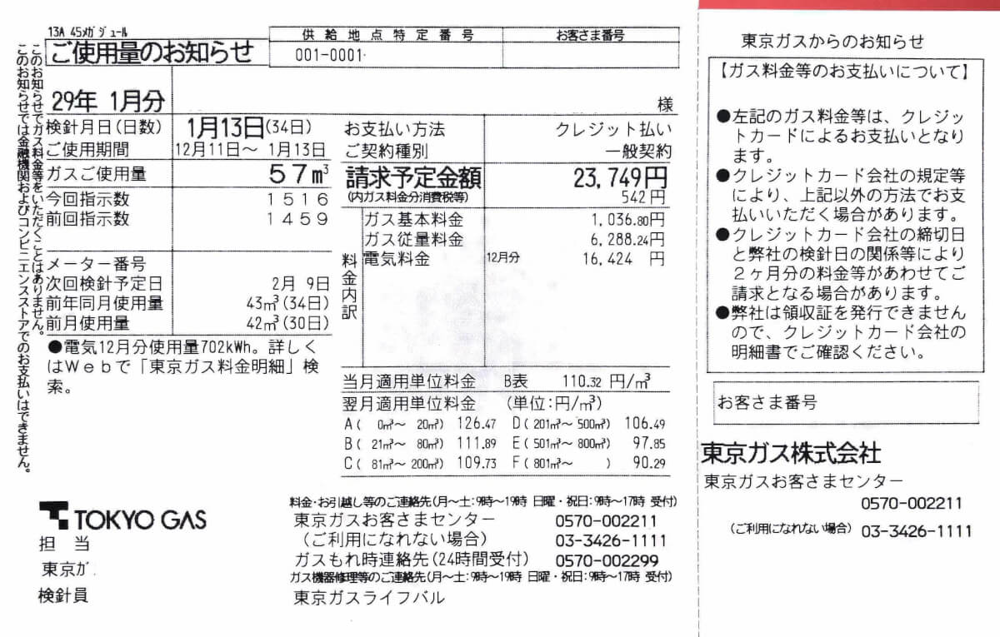 このお知らせでガス料金等をいただくことはありません。
このお知らせでは金融機関およびコンビニエンスストアでのお支払いはできません。
13A 45メガジュール
ご使用量のお知らせ
供給地点特定番号 お客さま番号
001-0001
29年 1月分
様
検針月日(日数) 1月13日(34日)
ご使用期間 12月11日～ 1月13日
ガスご使用量 57m³
今回指示数 1516
前回指示数 1459
メーター番号
次回検針予定日 2月 9日
前年同月使用量 43m³(34日)
前月使用量 42m³(30日)
●電気12月分使用量702kWh。詳しく
はWebで「東京ガス料金明細」検
索。
お支払い方法 クレジット払い
ご契約種別 一般契約
請求予定金額 23,749円
(内ガス料金分消費税等) 542円
料金内訳
ガス基本料金 1,036.80円
ガス従量料金 6,288.24円
電気料金 12月分 16,424 円
当月適用単位料金 B表 110.32 円/m³
翌月適用単位料金 (単位:円/m³)
A( 0m³～ 20m³) 126.47 D(201m³～ 500m³) 106.49
B( 21m³～ 80m³) 111.89 E(501m³～ 800m³) 97.85
C( 81m³～ 200m³) 109.73 F(801m³～ ) 90.29
TOKYO GAS
担 当
東京ガ
検針員
料金・お引越し等のご連絡先(月～土:9時～19時 日曜・祝日:9時～17時 受付)
東京ガスお客さまセンター 0570-002211
(ご利用になれない場合) 03-3426-1111
ガスもれ時連絡先(24時間受付) 0570-002299
ガス機器修理等のご連絡先(月～土:9時～19時 日曜・祝日:9時～17時 受付)
東京ガスライフバル
東京ガスからのお知らせ
【ガス料金等のお支払いについて】
●左記のガス料金等は、クレジッ
トカードによるお支払いとなり
ます。
●クレジットカード会社の規定等
により、上記以外の方法でお支
払いいただく場合があります。
●クレジットカード会社の締切日
と弊社の検針日の関係等により
２ヶ月分の料金等があわせてご
請求となる場合があります。
●弊社は領収証を発行できません
ので、クレジットカード会社の
明細書でご確認ください。
お客さま番号
東京ガス株式会社
東京ガスお客さまセンター
0570-002211
(ご利用になれない場合) 03-3426-1111